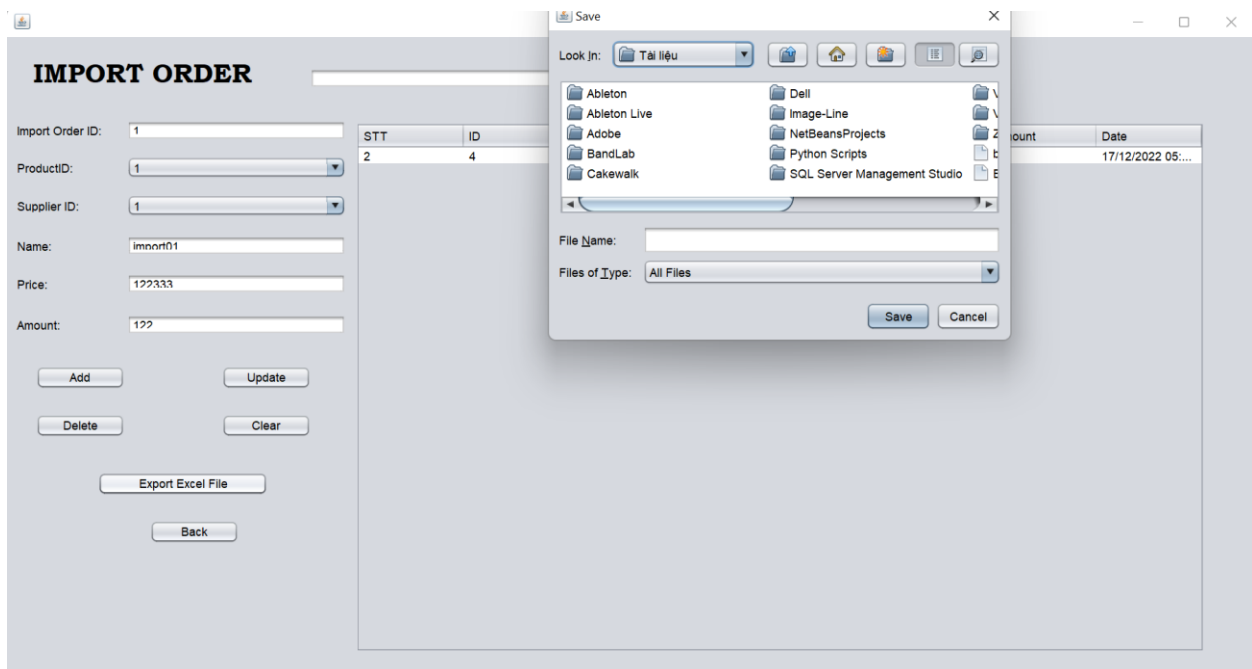 Save
IMPORT ORDER
Look In: Tài liệu
Ableton
Ableton Live
Adobe
BandLab
Cakewalk
Dell
Image-Line
NetBeansProjects
Python Scripts
SQL Server Management Studio
File Name:
Files of Type: All Files
Save Cancel
Import Order ID: 1
ProductID: 1
Supplier ID: 1
Name: import01
Price: 122333
Amount: 122
Add Update
Delete Clear
Export Excel File
Back
STT ID Date
2 4 17/12/2022 05:...